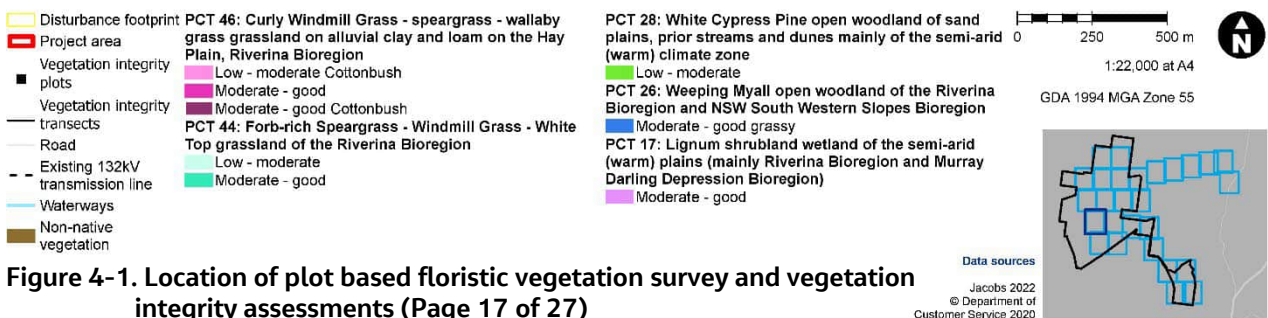 Disturbance footprint
Project area
Vegetation integrity
plots
Vegetation integrity
transects
Road
Existing 132kV
transmission line
Waterways
Non-native
vegetation
PCT 46: Curly Windmill Grass - speargrass - wallaby
grass grassland on alluvial clay and loam on the Hay
Plain, Riverina Bioregion
Low - moderate Cottonbush
Moderate - good
Moderate - good Cottonbush
PCT 44: Forb-rich Speargrass - Windmill Grass - White
Top grassland of the Riverina Bioregion
Low - moderate
Moderate - good
PCT 28: White Cypress Pine open woodland of sand
plains, prior streams and dunes mainly of the semi-arid
(warm) climate zone
Low - moderate
PCT 26: Weeping Myall open woodland of the Riverina
Bioregion and NSW South Western Slopes Bioregion
Moderate - good grassy
PCT 17: Lignum shrubland wetland of the semi-arid
(warm) plains (mainly Riverina Bioregion and Murray
Darling Depression Bioregion)
Moderate - good
0 250 500 m
N
1:22,000 at A4
GDA 1994 MGA Zone 55
Data sources
Jacobs 2022
© Department of
Customer Service 2020
Figure 4-1. Location of plot based floristic vegetation survey and vegetation
integrity assessments (Page 17 of 27)